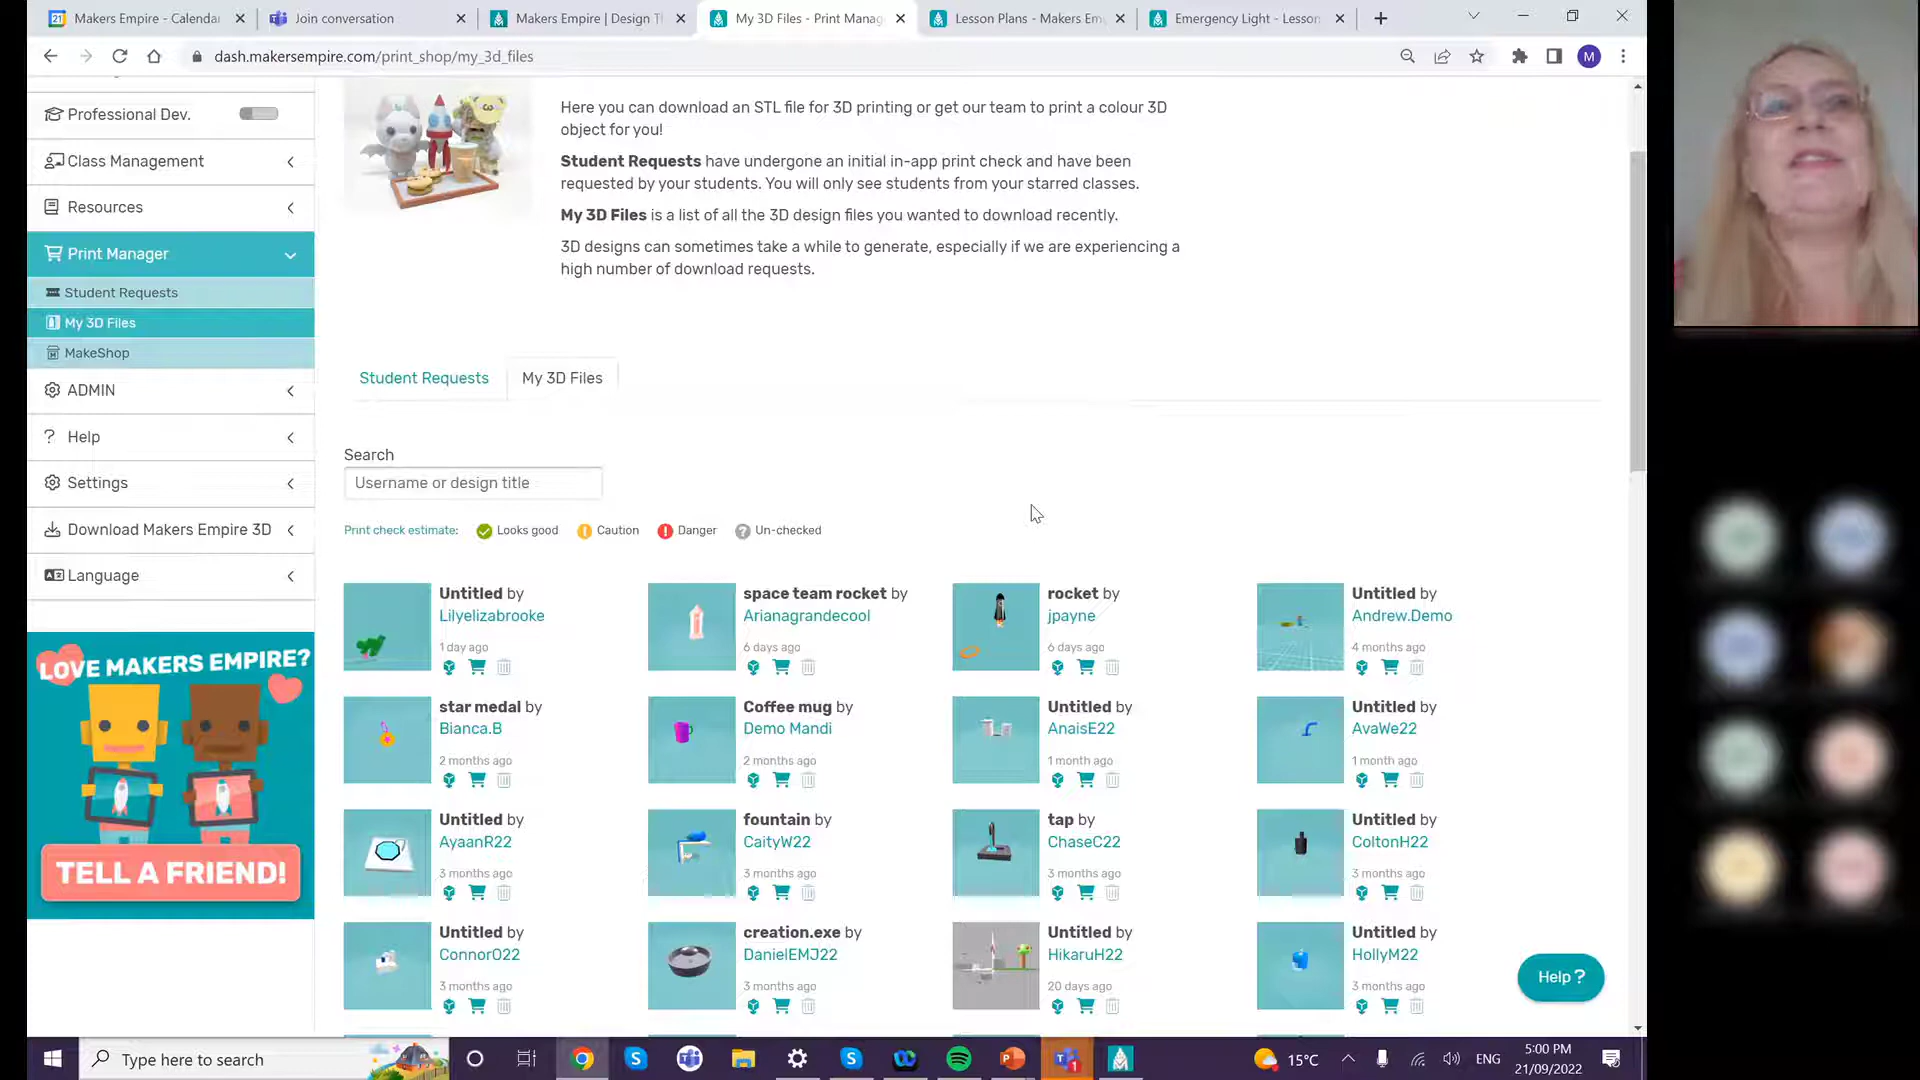 Makers Empire - Calendar
Join conversation
Makers Empire | Design Th
My 3D Files - Print Manag
Lesson Plans - Makers Em
Emergency Light - Lesson
dash.makersempire.com/print_shop/my_3d_files
M
Professional Dev.
Class Management
Resources
Print Manager
Student Requests
My 3D Files
MakeShop
ADMIN
Help
Settings
Download Makers Empire 3D
Language
LOVE MAKERS EMPIRE?
TELL A FRIEND!
Here you can download an STL file for 3D printing or get our team to print a colour 3D
object for you!
Student Requests have undergone an initial in-app print check and have been
requested by your students. You will only see students from your starred classes.
My 3D Files is a list of all the 3D design files you wanted to download recently.
3D designs can sometimes take a while to generate, especially if we are experiencing a
high number of download requests.
Student Requests
My 3D Files
Search
Username or design title
Print check estimate: Looks good Caution Danger Un-checked
Untitled by
Lilyelizabrooke
1 day ago
space team rocket by
Arianagrandecool
6 days ago
rocket by
jpayne
6 days ago
Untitled by
Andrew.Demo
4 months ago
star medal by
Bianca.B
2 months ago
Coffee mug by
Demo Mandi
2 months ago
Untitled by
AnaisE22
1 month ago
Untitled by
AvaWe22
1 month ago
Untitled by
AyaanR22
3 months ago
fountain by
CaityW22
3 months ago
tap by
ChaseC22
3 months ago
Untitled by
ColtonH22
3 months ago
Untitled by
ConnorO22
3 months ago
creation.exe by
DanielEMJ22
3 months ago
Untitled by
HikaruH22
20 days ago
Untitled by
HollyM22
3 months ago
Help ?
Type here to search
15°C
ENG
5:00 PM
21/09/2022